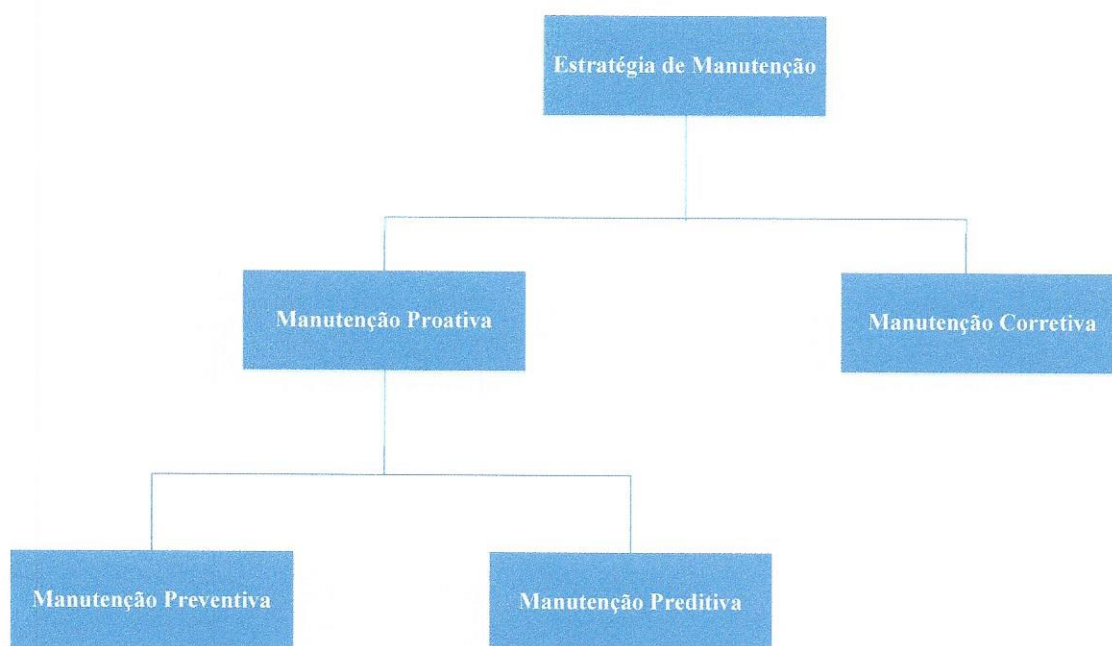 Estratégia de Manutenção
Manutenção Proativa
Manutenção Corretiva
Manutenção Preventiva
Manutenção Preditiva